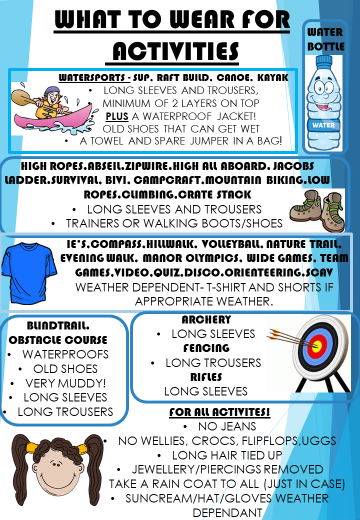 WHAT TO WEAR FOR
ACTIVITIES
WATER
BOTTLE
WATER
WATERSPORTS - SUP, RAFT BUILD, CANOE, KAYAK
• LONG SLEEVES AND TROUSERS,
MINIMUM OF 2 LAYERS ON TOP
PLUS A WATERPROOF JACKET!
OLD SHOES THAT CAN GET WET
• A TOWEL AND SPARE JUMPER IN A BAG!
HIGH ROPES,ABSEIL,ZIPWIRE,HIGH ALL ABOARD, JACOBS
LADDER,SURVIVAL, BIVI, CAMPCRAFT,MOUNTAIN BIKING,LOW
ROPES,CLIMBING,CRATE STACK
• LONG SLEEVES AND TROUSERS
• TRAINERS OR WALKING BOOTS/SHOES
IE'S,COMPASS,HILLWALK, VOLLEYBALL, NATURE TRAIL,
EVENING WALK, MANOR OLYMPICS, WIDE GAMES, TEAM
GAMES,VIDEO,QUIZ,DISCO,ORIENTEERING,SCAV
WEATHER DEPENDANT- T-SHIRT AND SHORTS IF
APPROPRIATE WEATHER.
BLINDTRAIL,
OBSTACLE COURSE
• WATERPROOFS
• OLD SHOES
• VERY MUDDY!
• LONG SLEEVES
• LONG TROUSERS
ARCHERY
• LONG SLEEVES
FENCING
• LONG TROUSERS
RIFLES
LONG SLEEVES
FOR ALL ACTIVITES!
• NO JEANS
• NO WELLIES, CROCS, FLIPFLOPS,UGGS
• LONG HAIR TIED UP
• JEWELLERY/PIERCINGS REMOVED
TAKE A RAIN COAT TO ALL (JUST IN CASE)
• SUNCREAM/HAT/GLOVES WEATHER
DEPENDANT